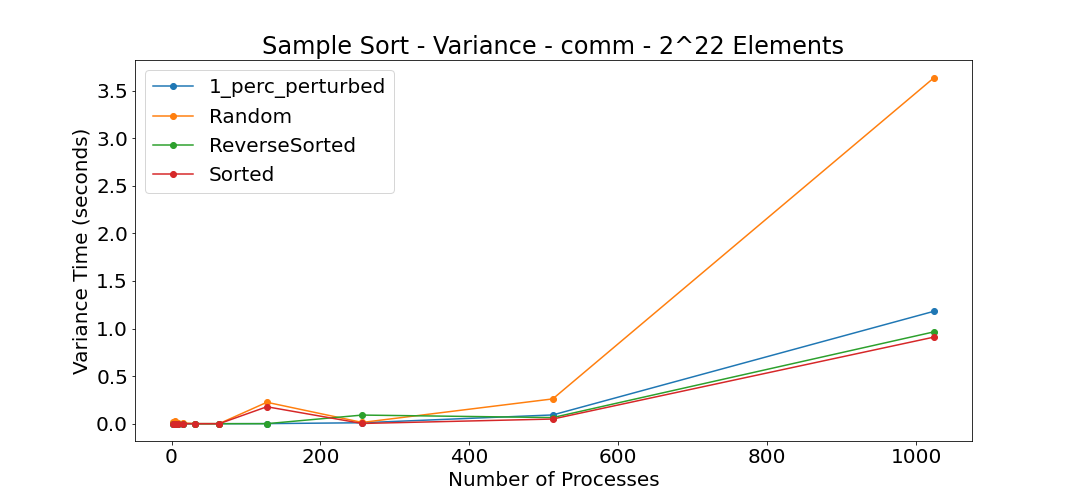 Sample Sort - Variance - comm - 2^22 Elements
1_perc_perturbed
Random
ReverseSorted
Sorted
Variance Time (seconds)
3.5
3.0
2.5
2.0
1.5
1.0
0.5
0.0
0 200 400 600 800 1000
Number of Processes